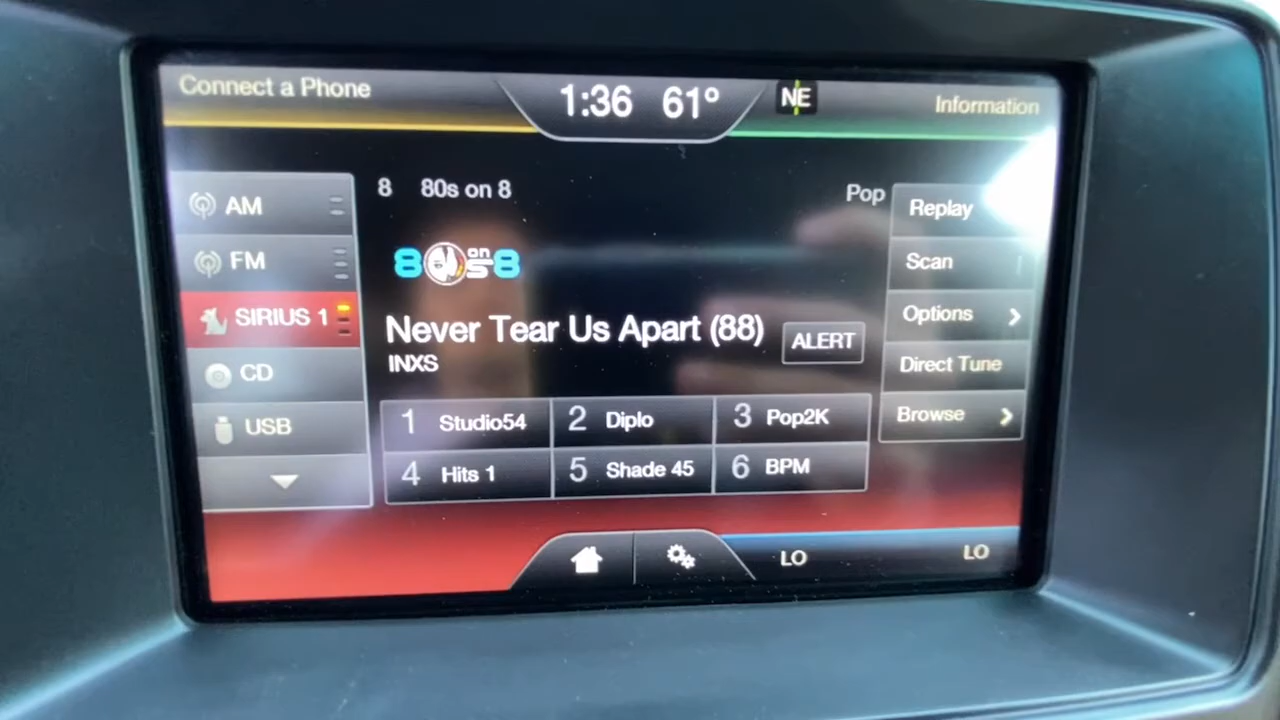 Connect a Phone
1:36 61° NE
Information
AM
FM
SIRIUS 1
CD
USB
8 80s on 8
Pop
80s on 8
Never Tear Us Apart (88)
INXS
ALERT
1 Studio54
2 Diplo
3 Pop2K
4 Hits 1
5 Shade 45
6 BPM
Replay
Scan
Options
Direct Tune
Browse
LO
LO